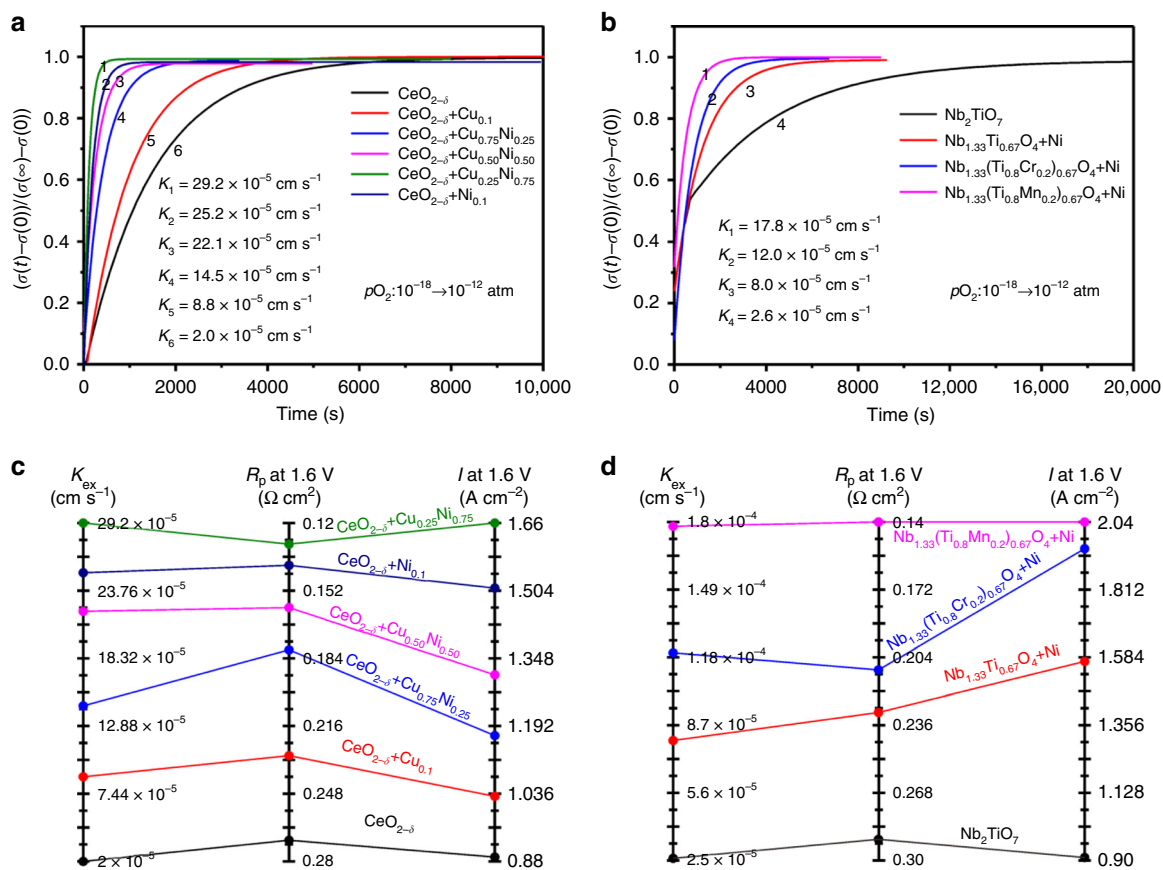 a
(σ(t)–σ(0))/(σ(∞)–σ(0))
1.0
0.8
0.6
0.4
0.2
0.0
0 2000 4000 6000 8000 10,000
Time (s)
1
2
3
4
5
6
CeO₂₋δ
CeO₂₋δ+Cu₀.₁
CeO₂₋δ+Cu₀.₇₅Ni₀.₂₅
CeO₂₋δ+Cu₀.₅₀Ni₀.₅₀
CeO₂₋δ+Cu₀.₂₅Ni₀.₇₅
CeO₂₋δ+Ni₀.₁
K₁ = 29.2 × 10⁻⁵ cm s⁻¹
K₂ = 25.2 × 10⁻⁵ cm s⁻¹
K₃ = 22.1 × 10⁻⁵ cm s⁻¹
K₄ = 14.5 × 10⁻⁵ cm s⁻¹
K₅ = 8.8 × 10⁻⁵ cm s⁻¹
K₆ = 2.0 × 10⁻⁵ cm s⁻¹
pO₂:10⁻¹⁸→10⁻¹² atm
b
(σ(t)–σ(0))/(σ(∞)–σ(0))
1.0
0.8
0.6
0.4
0.2
0.0
0 4000 8000 12,000 16,000 20,000
Time (s)
1
2
3
4
Nb₂TiO₇
Nb₁.₃₃Ti₀.₆₇O₄+Ni
Nb₁.₃₃(Ti₀.₈Cr₀.₂)₀.₆₇O₄+Ni
Nb₁.₃₃(Ti₀.₈Mn₀.₂)₀.₆₇O₄+Ni
K₁ = 17.8 × 10⁻⁵ cm s⁻¹
K₂ = 12.0 × 10⁻⁵ cm s⁻¹
K₃ = 8.0 × 10⁻⁵ cm s⁻¹
K₄ = 2.6 × 10⁻⁵ cm s⁻¹
pO₂:10⁻¹⁸→10⁻¹² atm
c
Kex
(cm s⁻¹)
29.2 × 10⁻⁵
23.76 × 10⁻⁵
18.32 × 10⁻⁵
12.88 × 10⁻⁵
7.44 × 10⁻⁵
2 × 10⁻⁵
Rp at 1.6 V
(Ω cm²)
0.12
0.152
0.184
0.216
0.248
0.28
I at 1.6 V
(A cm⁻²)
1.66
1.504
1.348
1.192
1.036
0.88
CeO₂₋δ+Cu₀.₂₅Ni₀.₇₅
CeO₂₋δ+Ni₀.₁
CeO₂₋δ+Cu₀.₅₀Ni₀.₅₀
CeO₂₋δ+Cu₀.₇₅Ni₀.₂₅
CeO₂₋δ+Cu₀.₁
CeO₂₋δ
d
Kex
(cm s⁻¹)
1.8 × 10⁻⁴
1.49 × 10⁻⁴
1.18 × 10⁻⁴
8.7 × 10⁻⁵
5.6 × 10⁻⁵
2.5 × 10⁻⁵
Rp at 1.6 V
(Ω cm²)
0.14
0.172
0.204
0.236
0.268
0.30
I at 1.6 V
(A cm⁻²)
2.04
1.812
1.584
1.356
1.128
0.90
Nb₁.₃₃(Ti₀.₈Mn₀.₂)₀.₆₇O₄+Ni
Nb₁.₃₃(Ti₀.₈Cr₀.₂)₀.₆₇O₄+Ni
Nb₁.₃₃Ti₀.₆₇O₄+Ni
Nb₂TiO₇